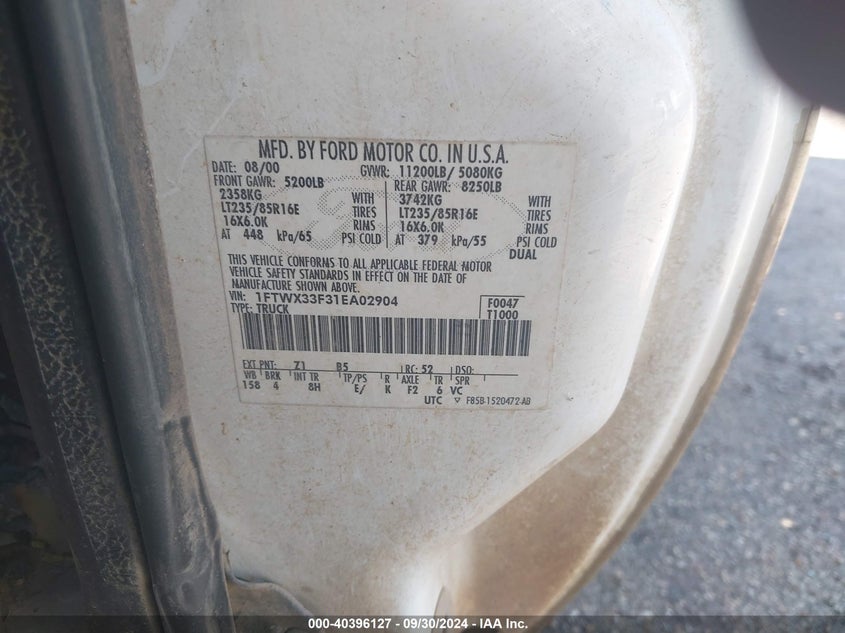 MFD. BY FORD MOTOR CO. IN U.S.A.
DATE: 08/00 GVWR: 11200LB/ 5080KG
FRONT GAWR: 5200LB REAR GAWR: 8250LB
2358KG WITH 3742KG WITH
LT235/85R16E TIRES LT235/85R16E TIRES
16X6.0K RIMS 16X6.0K RIMS
AT 448 kPa/65 PSI COLD AT 379 kPa/55 PSI COLD
DUAL
THIS VEHICLE CONFORMS TO ALL APPLICABLE FEDERAL MOTOR
VEHICLE SAFETY STANDARDS IN EFFECT ON THE DATE OF
MANUFACTURE SHOWN ABOVE.
VIN: 1FTWX33F31EA02904 F0047
TYPE: TRUCK T1000
EXT PNT: Z1 B5 RC: 52 DSO:
WB BRK INT TR TP/PS R AXLE TR SPR
158 4 8H E/ K F2 6 VC
UTC F85B-1520472-AB
000-40396127 - 09/30/2024 - IAAI.com - Copyright IAA, Inc.